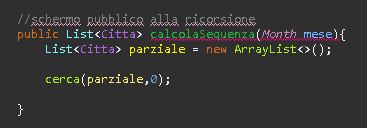 //schermo pubblico alla ricorsione
public List<Citta> calcolaSequenza(Month mese){
List<Citta> parziale = new ArrayList<>();
cerca(parziale,0);
}